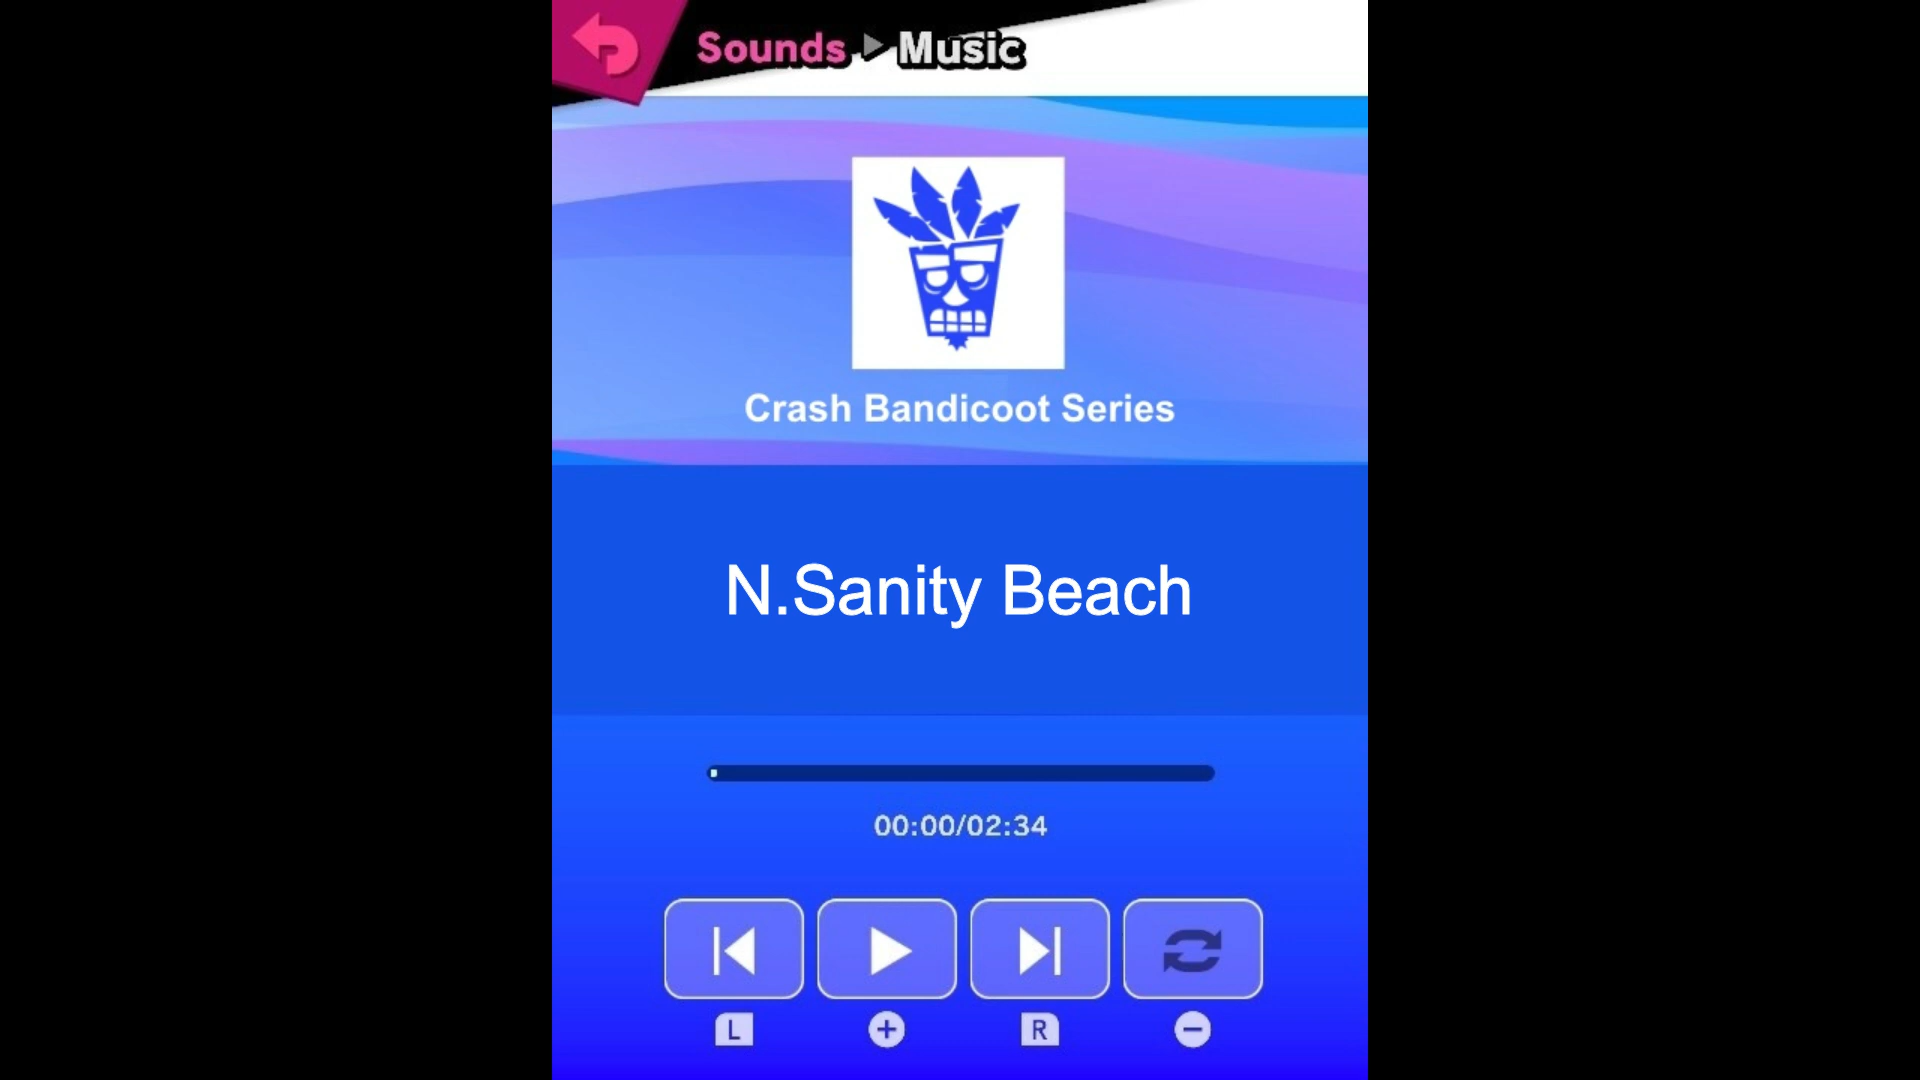 Sounds ▶ Music
Crash Bandicoot Series
N.Sanity Beach
00:00/02:34
L + R −